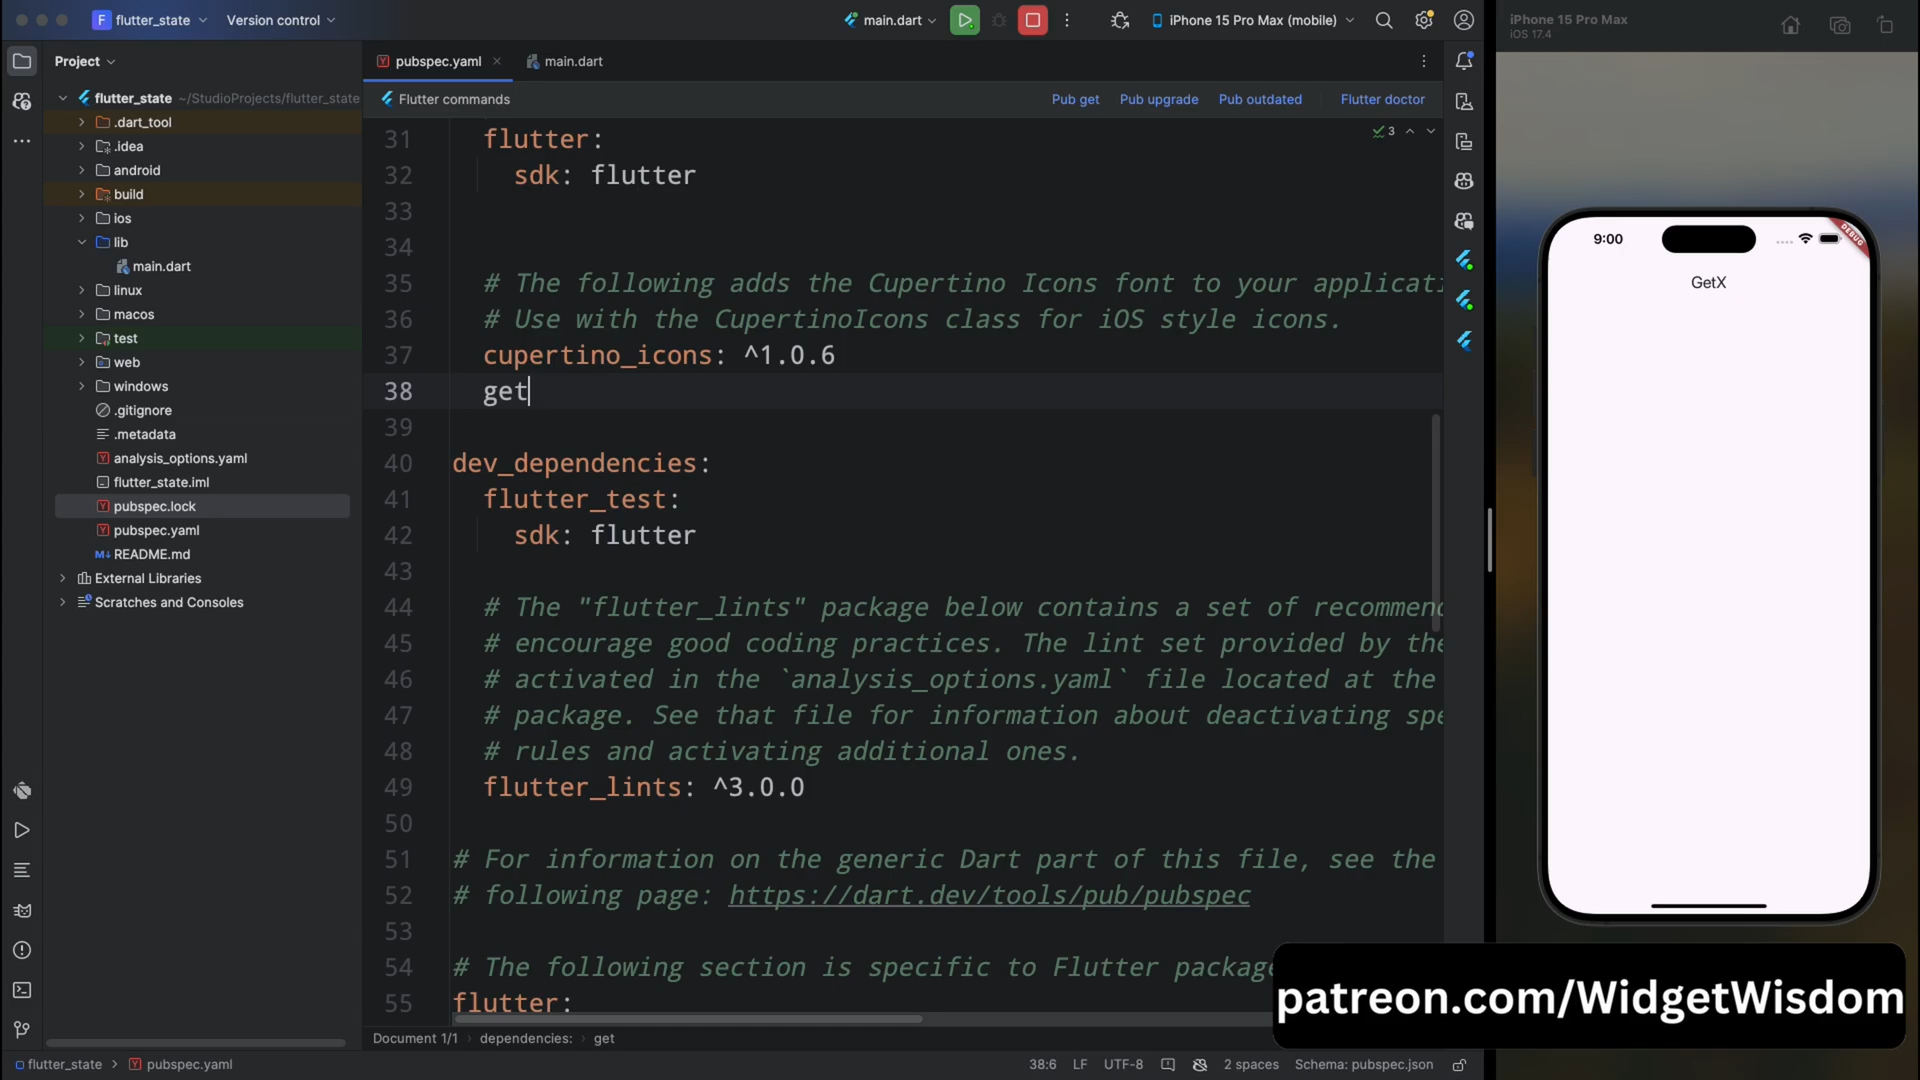 F flutter_state
Version control
main.dart
iPhone 15 Pro Max (mobile)
iPhone 15 Pro Max
iOS 17.4
Project
pubspec.yaml
main.dart
Flutter commands
Pub get
Pub upgrade
Pub outdated
Flutter doctor
flutter_state ~/StudioProjects/flutter_state
.dart_tool
.idea
android
build
ios
lib
main.dart
linux
macos
test
web
windows
.gitignore
.metadata
analysis_options.yaml
flutter_state.iml
pubspec.lock
pubspec.yaml
README.md
External Libraries
Scratches and Consoles
3
31 flutter:
32 sdk: flutter
33
34
35 # The following adds the Cupertino Icons font to your applicati
36 # Use with the CupertinoIcons class for iOS style icons.
37 cupertino_icons: ^1.0.6
38 get
39
40 dev_dependencies:
41 flutter_test:
42 sdk: flutter
43
44 # The "flutter_lints" package below contains a set of recommend
45 # encourage good coding practices. The lint set provided by the
46 # activated in the `analysis_options.yaml` file located at the
47 # package. See that file for information about deactivating spe
48 # rules and activating additional ones.
49 flutter_lints: ^3.0.0
50
51 # For information on the generic Dart part of this file, see the
52 # following page: https://dart.dev/tools/pub/pubspec
53
54 # The following section is specific to Flutter package
55 flutter:
9:00
DEBUG
GetX
patreon.com/WidgetWisdom
Document 1/1
dependencies:
get
flutter_state
pubspec.yaml
38:6
LF
UTF-8
2 spaces
Schema: pubspec.json